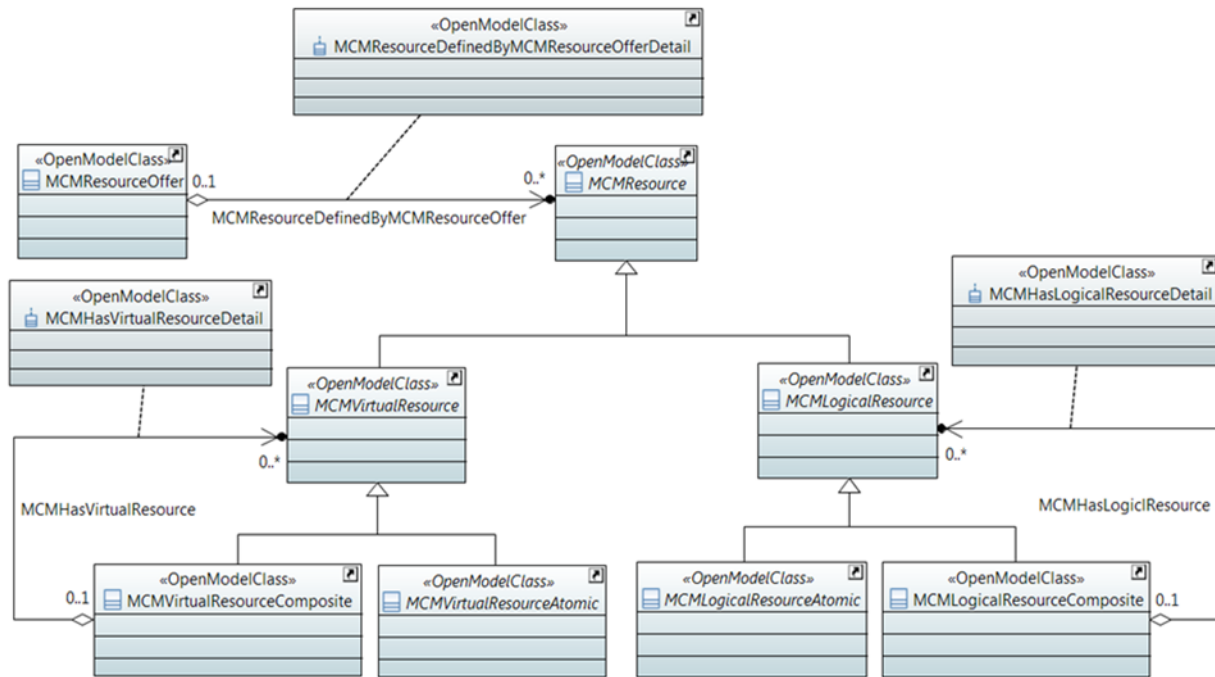 «OpenModelClass»
MCMResourceDefinedByMCMResourceOfferDetail
«OpenModelClass»
MCMResourceOffer
0..1
0..*
MCMResourceDefinedByMCMResourceOffer
«OpenModelClass»
MCMResource
«OpenModelClass»
MCMHasVirtualResourceDetail
«OpenModelClass»
MCMHasLogicalResourceDetail
«OpenModelClass»
MCMVirtualResource
0..*
«OpenModelClass»
MCMLogicalResource
0..*
MCMHasVirtualResource
MCMHasLogiclResource
0..1
«OpenModelClass»
MCMVirtualResourceComposite
«OpenModelClass»
MCMVirtualResourceAtomic
«OpenModelClass»
MCMLogicalResourceAtomic
«OpenModelClass»
MCMLogicalResourceComposite
0..1